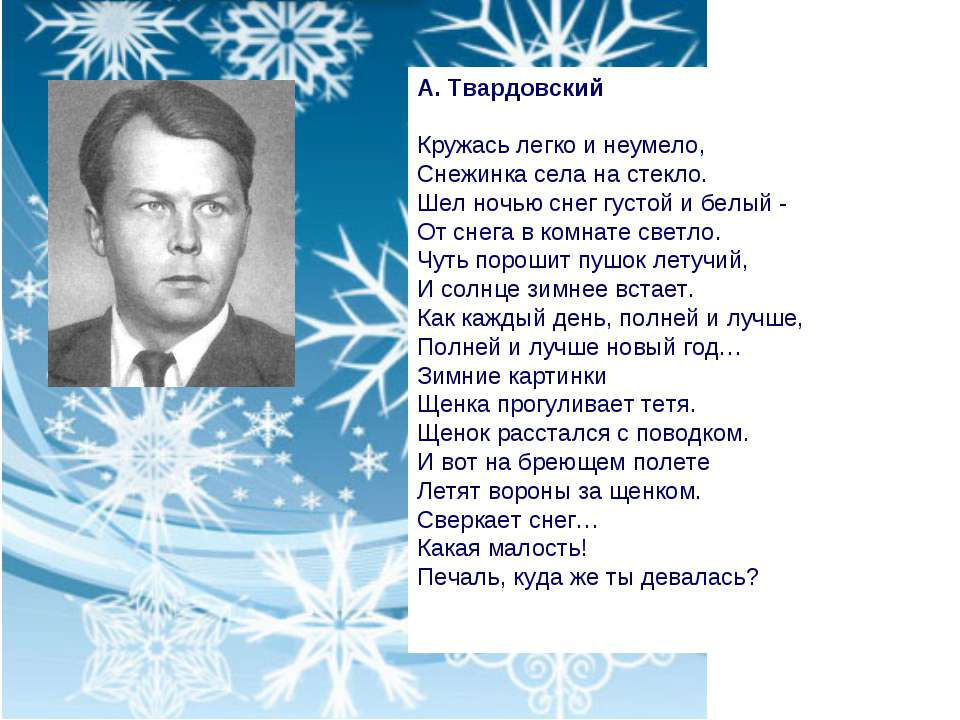 А. Твардовский
Кружась легко и неумело,
Снежинка села на стекло.
Шел ночью снег густой и белый -
От снега в комнате светло.
Чуть порошит пушок летучий,
И солнце зимнее встает.
Как каждый день, полней и лучше,
Полней и лучше новый год…
Зимние картинки
Щенка прогуливает тетя.
Щенок расстался с поводком.
И вот на бреющем полете
Летят вороны за щенком.
Сверкает снег…
Какая малость!
Печаль, куда же ты девалась?